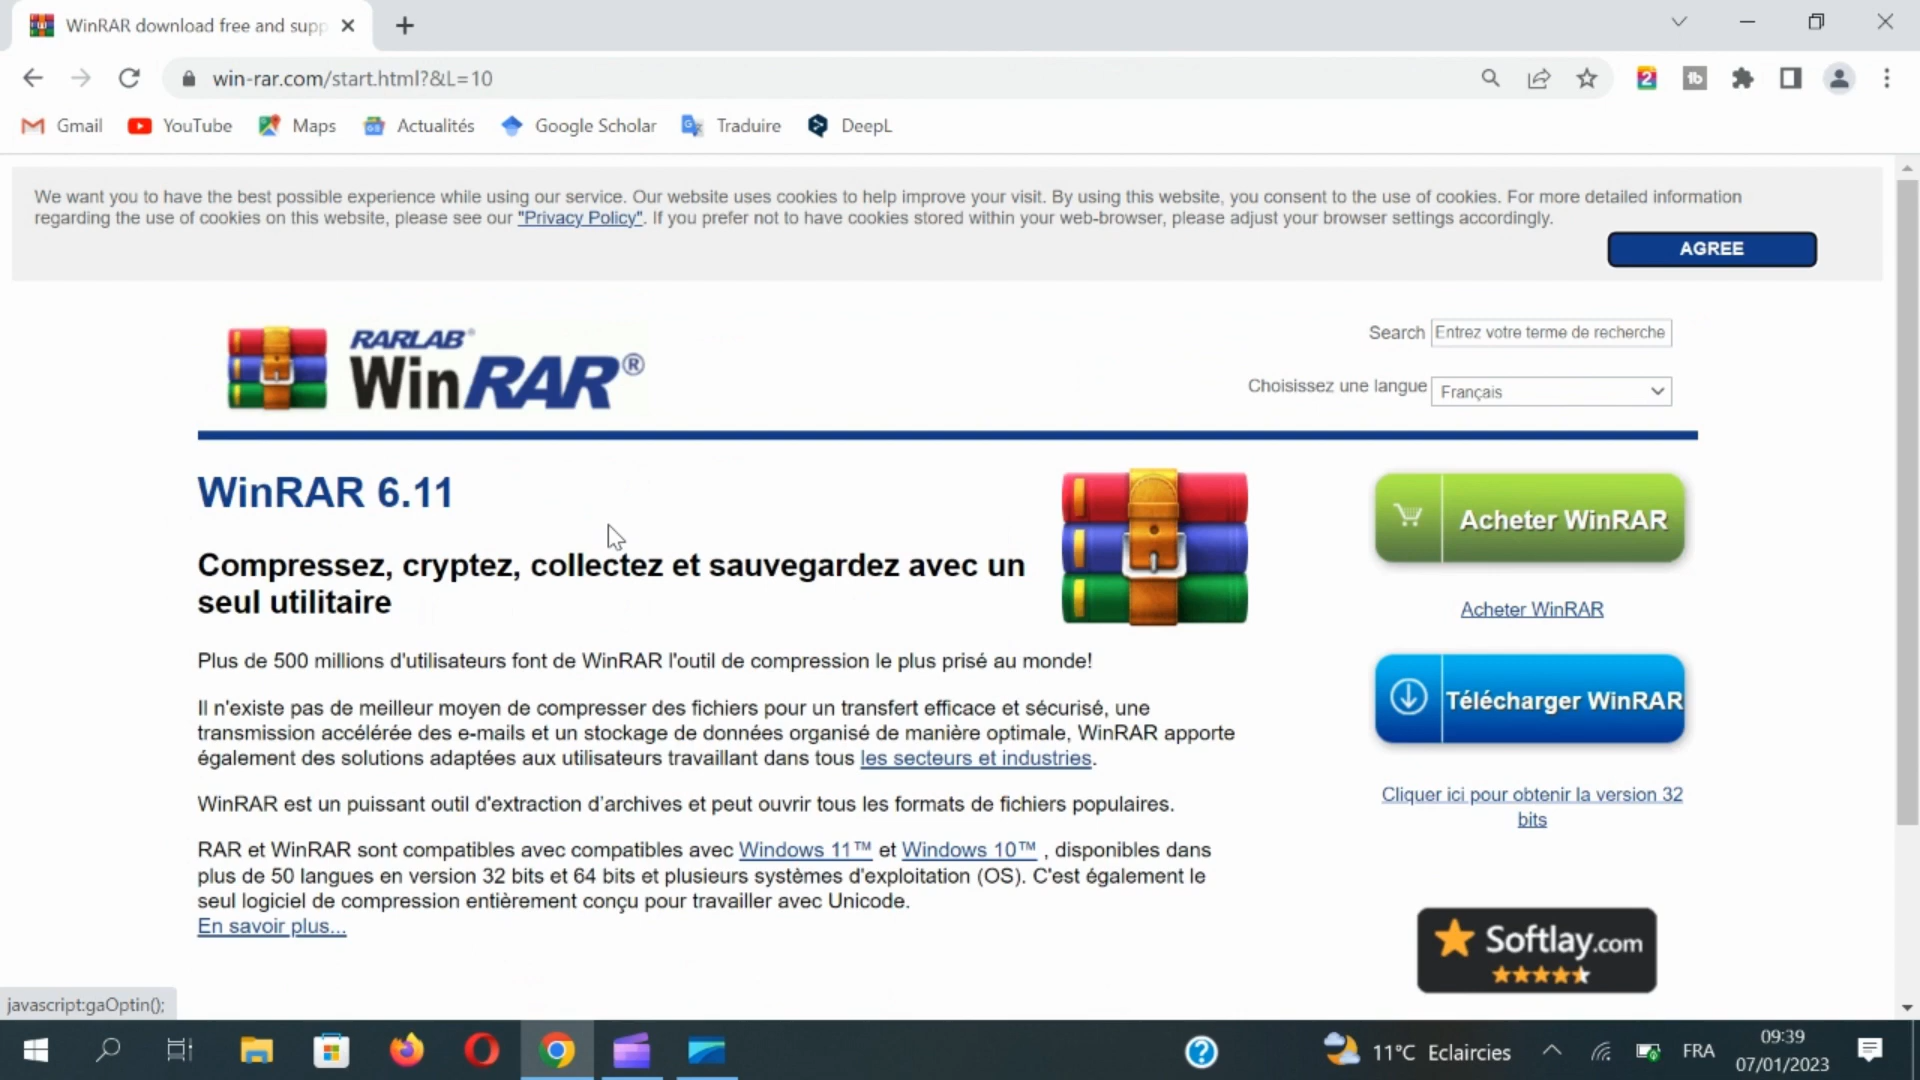 WinRAR download free and supp
win-rar.com/start.html?&L=10
Gmail YouTube Maps Actualités Google Scholar Traduire DeepL
We want you to have the best possible experience while using our service. Our website uses cookies to help improve your visit. By using this website, you consent to the use of cookies. For more detailed information
regarding the use of cookies on this website, please see our "Privacy Policy". If you prefer not to have cookies stored within your web-browser, please adjust your browser settings accordingly.
AGREE
RARLAB®
WinRAR®
Search Entrez votre terme de recherche
Choisissez une langue Français
WinRAR 6.11
Compressez, cryptez, collectez et sauvegardez avec un
seul utilitaire
Plus de 500 millions d'utilisateurs font de WinRAR l'outil de compression le plus prisé au monde!
Il n'existe pas de meilleur moyen de compresser des fichiers pour un transfert efficace et sécurisé, une
transmission accélérée des e-mails et un stockage de données organisé de manière optimale, WinRAR apporte
également des solutions adaptées aux utilisateurs travaillant dans tous les secteurs et industries.
WinRAR est un puissant outil d'extraction d'archives et peut ouvrir tous les formats de fichiers populaires.
RAR et WinRAR sont compatibles avec compatibles avec Windows 11™ et Windows 10™ , disponibles dans
plus de 50 langues en version 32 bits et 64 bits et plusieurs systèmes d'exploitation (OS). C'est également le
seul logiciel de compression entièrement conçu pour travailler avec Unicode.
En savoir plus...
Acheter WinRAR
Acheter WinRAR
Télécharger WinRAR
Cliquer ici pour obtenir la version 32
bits
Softlay.com
javascript:gaOptin();
11°C Eclaircies
FRA
09:39
07/01/2023